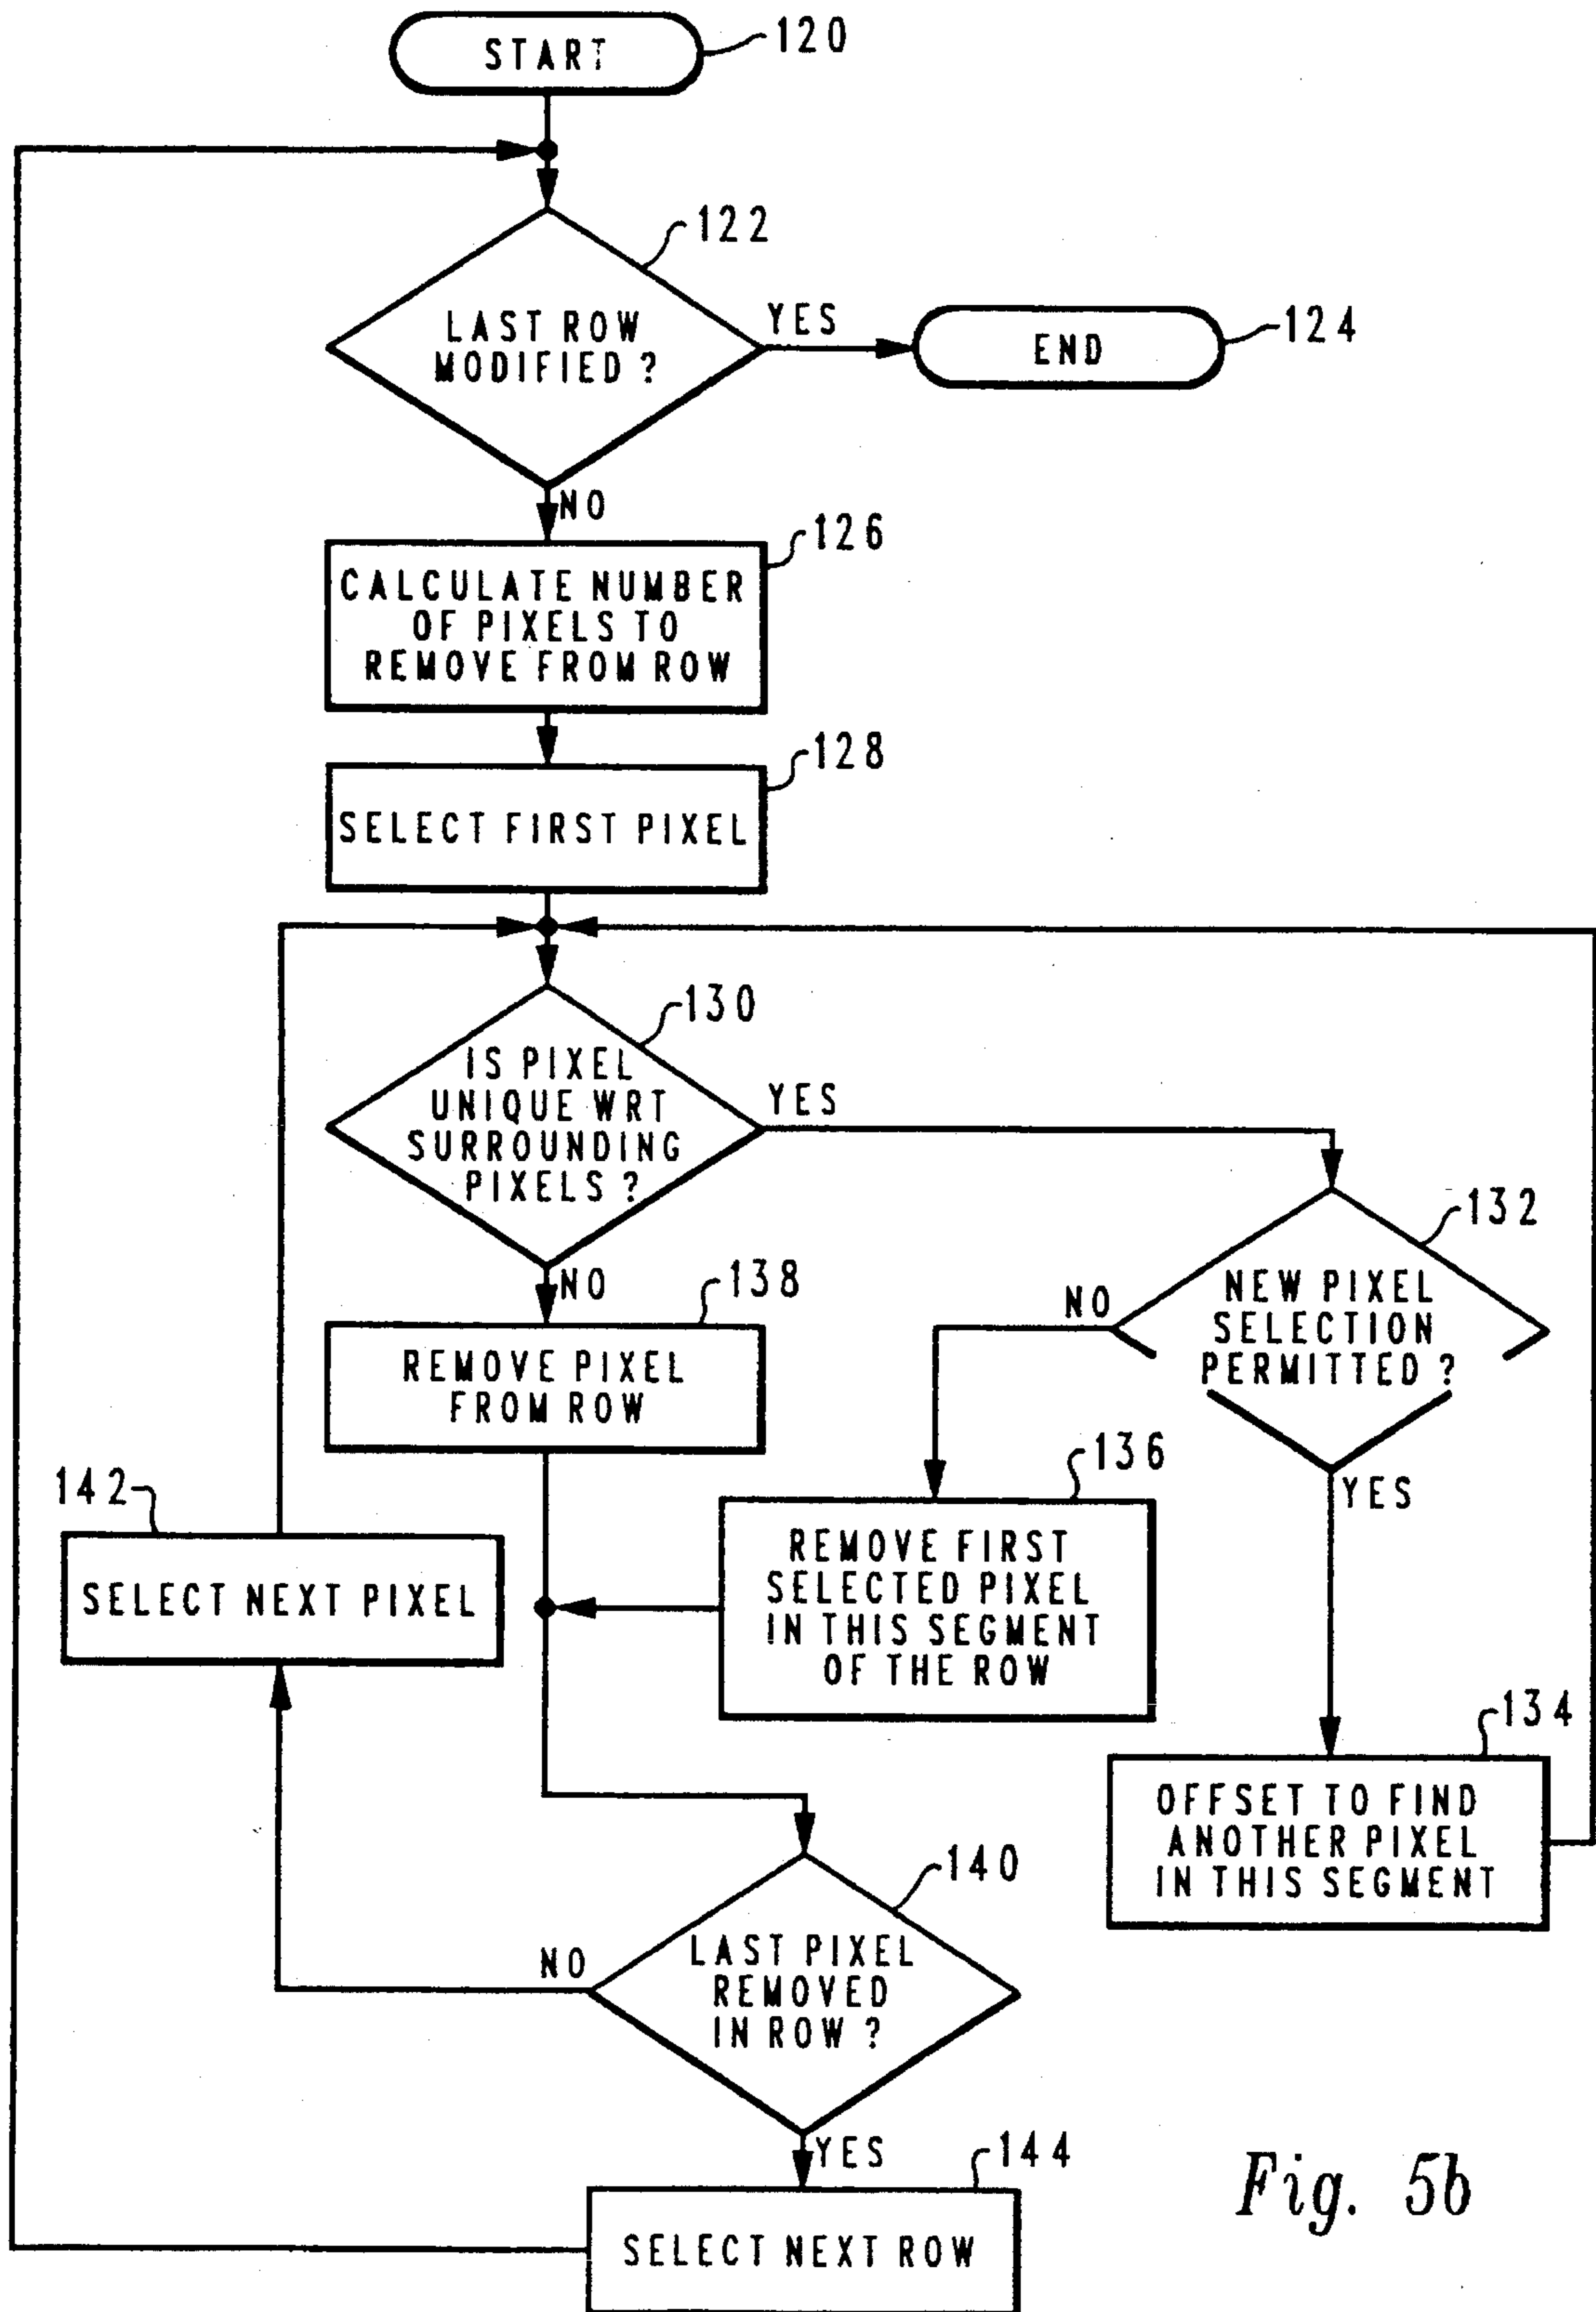 START
120
122
LAST ROW
MODIFIED ?
YES
END
124
NO
126
CALCULATE NUMBER
OF PIXELS TO
REMOVE FROM ROW
128
SELECT FIRST PIXEL
130
IS PIXEL
UNIQUE WRT
SURROUNDING
PIXELS ?
YES
132
NEW PIXEL
SELECTION
PERMITTED ?
NO
NO
138
REMOVE PIXEL
FROM ROW
136
YES
142
REMOVE FIRST
SELECTED PIXEL
IN THIS SEGMENT
OF THE ROW
SELECT NEXT PIXEL
134
OFFSET TO FIND
ANOTHER PIXEL
IN THIS SEGMENT
140
NO
LAST PIXEL
REMOVED
IN ROW ?
YES
144
SELECT NEXT ROW
Fig. 5b